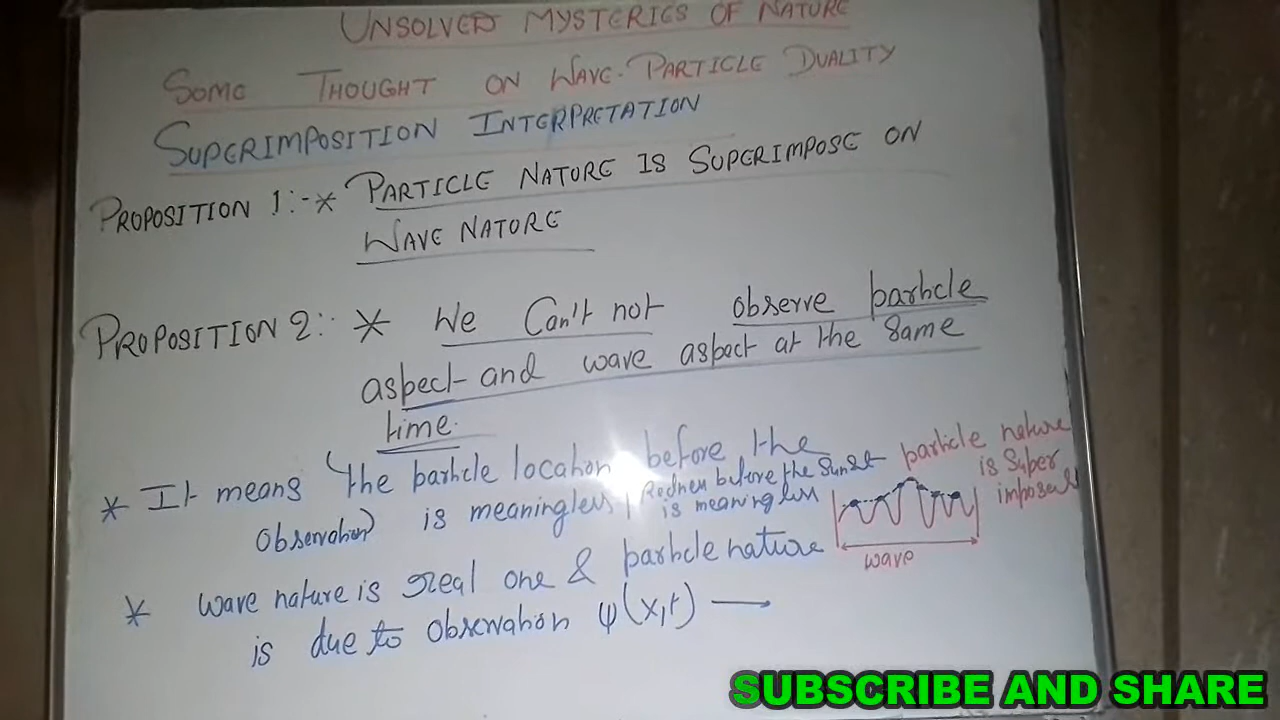 UNSOLVED MYSTERIES OF NATURE
SOME THOUGHT ON WAVE-PARTICLE DUALITY
SUPERIMPOSITION INTERPRETATION
PROPOSITION 1:-* PARTICLE NATURE IS SUPERIMPOSE ON
WAVE NATORE
PROPOSITION 2:- * We Can't not observe particle
aspect and wave aspect at the same
time.
* It means (the particle location before the
observation) is meaningless | Rednes before the Sunset
is meaningless
particle nature
is Super
imposed
wave
* wave nature is real one & particle nature
is due to observation ψ(x,t) →
SUBSCRIBE AND SHARE